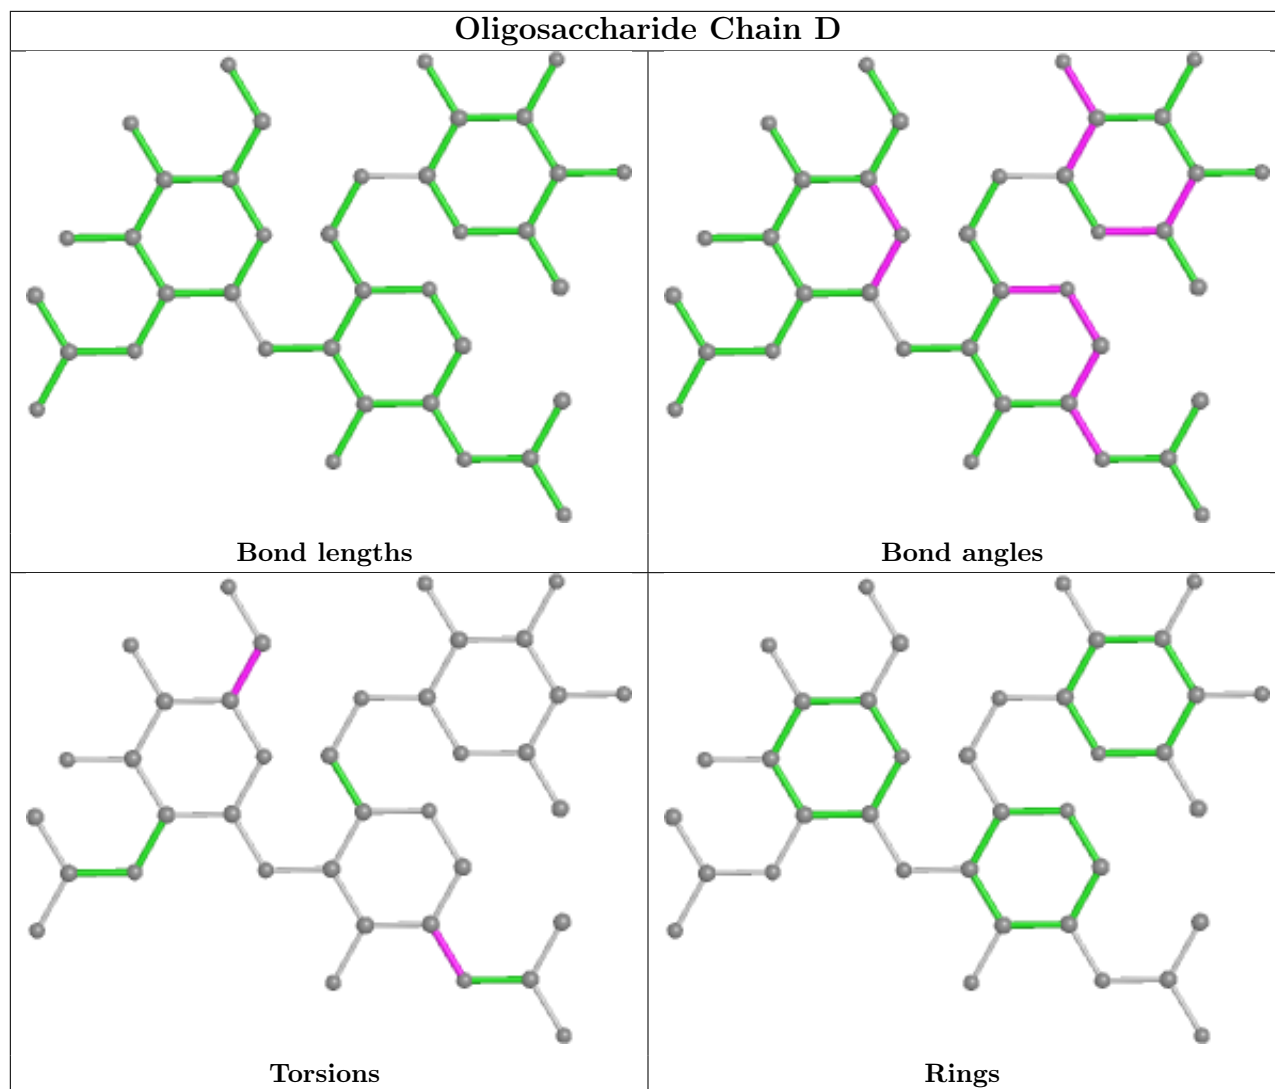 Oligosaccharide Chain D
Bond lengths
Bond angles
Torsions
Rings